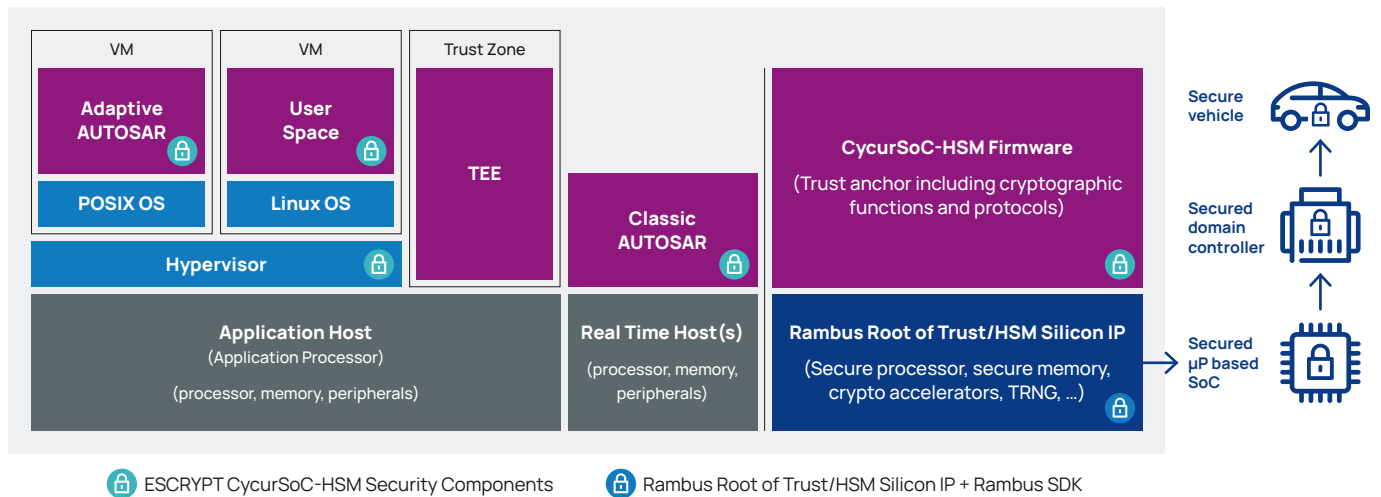 VM
Adaptive
AUTOSAR
POSIX OS
VM
User
Space
Linux OS
Hypervisor
Trust Zone
TEE
Application Host
(Application Processor)
(processor, memory, peripherals)
Classic
AUTOSAR
Real Time Host(s)
(processor, memory,
peripherals)
CycurSoC-HSM Firmware
(Trust anchor including cryptographic
functions and protocols)
Rambus Root of Trust/HSM Silicon IP
(Secure processor, secure memory,
crypto accelerators, TRNG, ...)
Secure
vehicle
Secured
domain
controller
Secured
µP based
SoC
ESCRYPT CycurSoC-HSM Security Components
Rambus Root of Trust/HSM Silicon IP + Rambus SDK